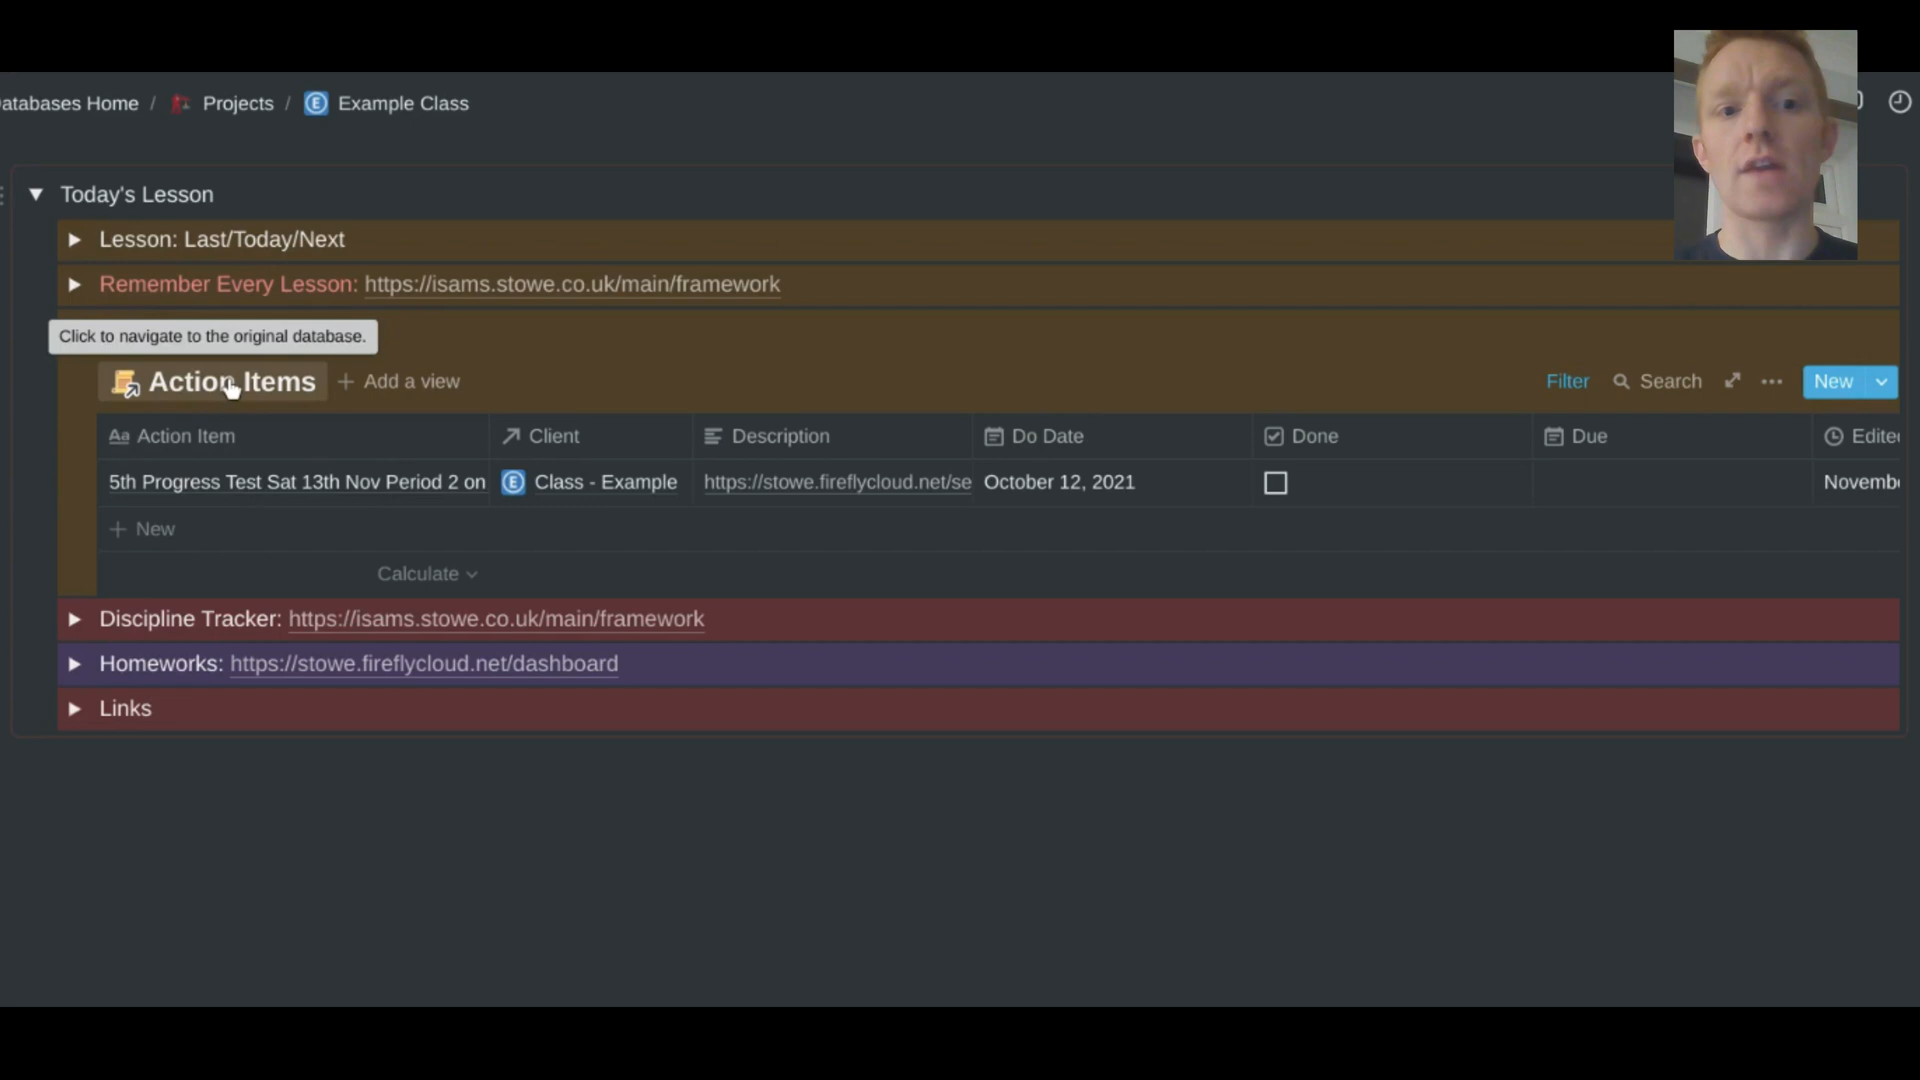 atabases Home / Projects / Example Class
Today's Lesson
Lesson: Last/Today/Next
Remember Every Lesson: https://isams.stowe.co.uk/main/framework
Click to navigate to the original database.
Action Items + Add a view Filter Search ... New
Aa Action Item Client Description Do Date Done Due Edited
5th Progress Test Sat 13th Nov Period 2 on Class - Example https://stowe.fireflycloud.net/se October 12, 2021 Novembe
+ New
Calculate
Discipline Tracker: https://isams.stowe.co.uk/main/framework
Homeworks: https://stowe.fireflycloud.net/dashboard
Links